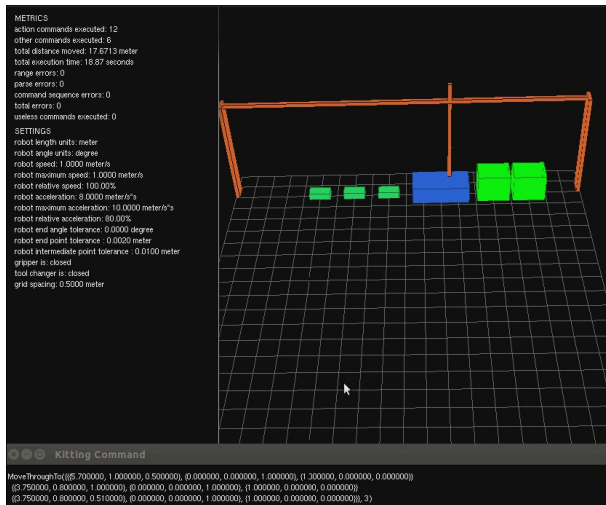 METRICS
action commands executed: 12
other commands executed: 6
total distance moved: 17.6713 meter
total execution time: 18.87 seconds
range errors: 0
parse errors: 0
command sequence errors: 0
total errors: 0
useless commands executed: 0
SETTINGS
robot length units: meter
robot angle units: degree
robot speed: 1.0000 meter/s
robot maximum speed: 1.0000 meter/s
robot relative speed: 100.00%
robot acceleration: 8.0000 meter/s*s
robot maximum acceleration: 10.0000 meter/s*s
robot relative acceleration: 80.00%
robot end angle tolerance: 0.0000 degree
robot end point tolerance : 0.0020 meter
robot intermediate point tolerance : 0.0100 meter
gripper is: closed
tool changer is: closed
grid spacing: 0.5000 meter
Kitting Command
MoveThroughTo({{{5.700000, 1.000000, 0.500000}, {0.000000, 0.000000, 1.000000}, {1.000000, 0.000000, 0.000000}}
{{3.750000, 0.800000, 1.000000}, {0.000000, 0.000000, 1.000000}, {1.000000, 0.000000, 0.000000}}
{{3.750000, 0.800000, 0.510000}, {0.000000, 0.000000, 1.000000}, {1.000000, 0.000000, 0.000000}}}, 3)